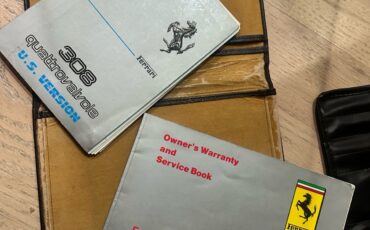 308
quattrovalvole
U.S. VERSION
Ferrari
Owner's Warranty
and
Service Book
Ferrari